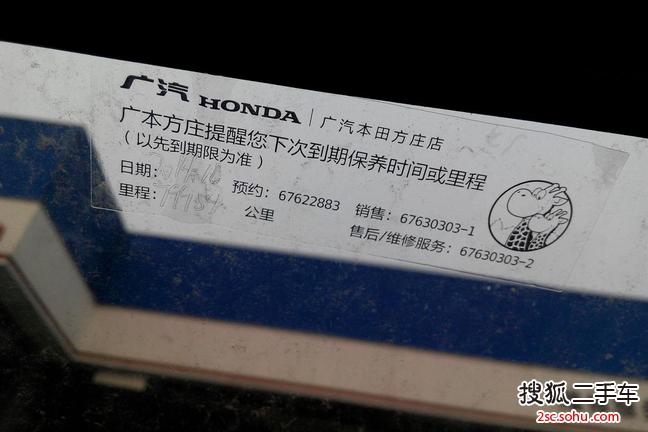 广汽 HONDA | 广汽本田方庄店
广本方庄提醒您下次到期保养时间或里程
（以先到期限为准）
日期：
里程： 公里
预约：67622883 销售：67630303-1
售后/维修服务：67630303-2
搜狐二手车
2sc.sohu.com